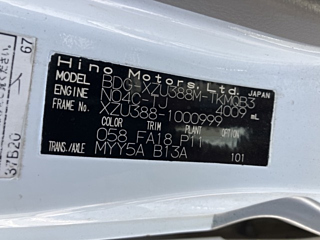 Hino Motors,Ltd. JAPAN
MODEL BDG-XZU388M-TKMQB3
ENGINE N04C-TJ 4009 mL
FRAME No. XZU388-1000999
COLOR TRIM PLANT OPTION
058 FA18 P11
TRANS./AXLE MYY5A B13A
101
67